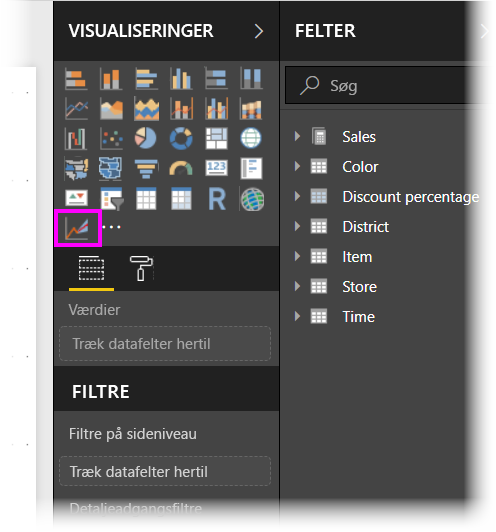 VISUALISERINGER
FELTER
Søg
Sales
Color
Discount percentage
District
Item
Store
Time
123
R
Værdier
Træk datafelter hertil
FILTRE
Filtre på sideniveau
Træk datafelter hertil
Detaljeadgangsfiltre